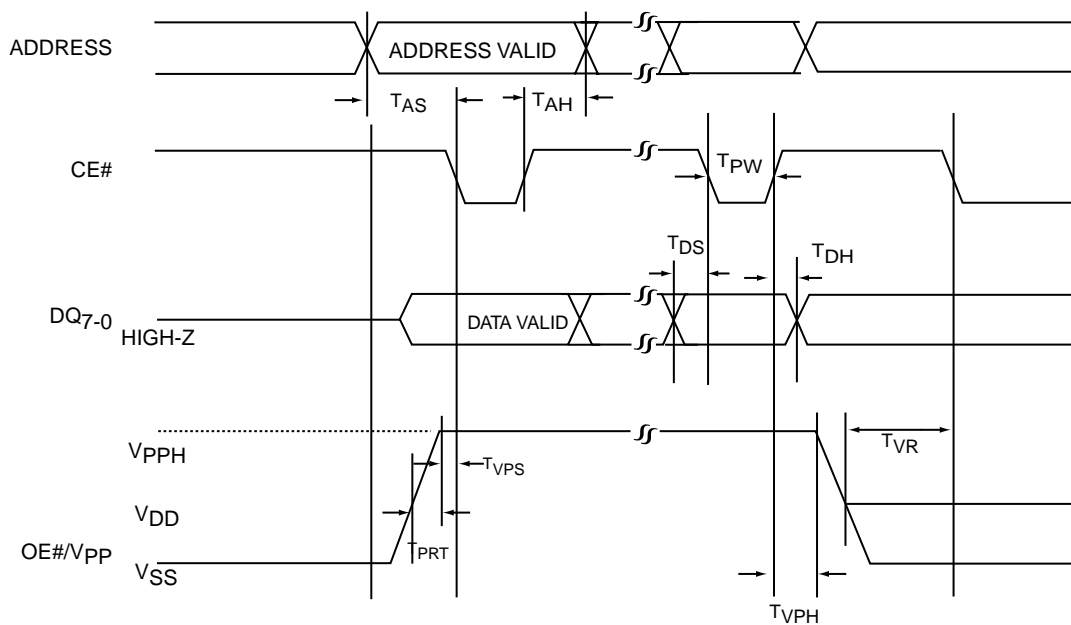 ADDRESS
ADDRESS VALID
TAS
TAH
CE#
TPW
TDS
TDH
DQ7-0
HIGH-Z
DATA VALID
VPPH
TVPS
TVR
VDD
TPRT
OE#/VPP
VSS
TVPH